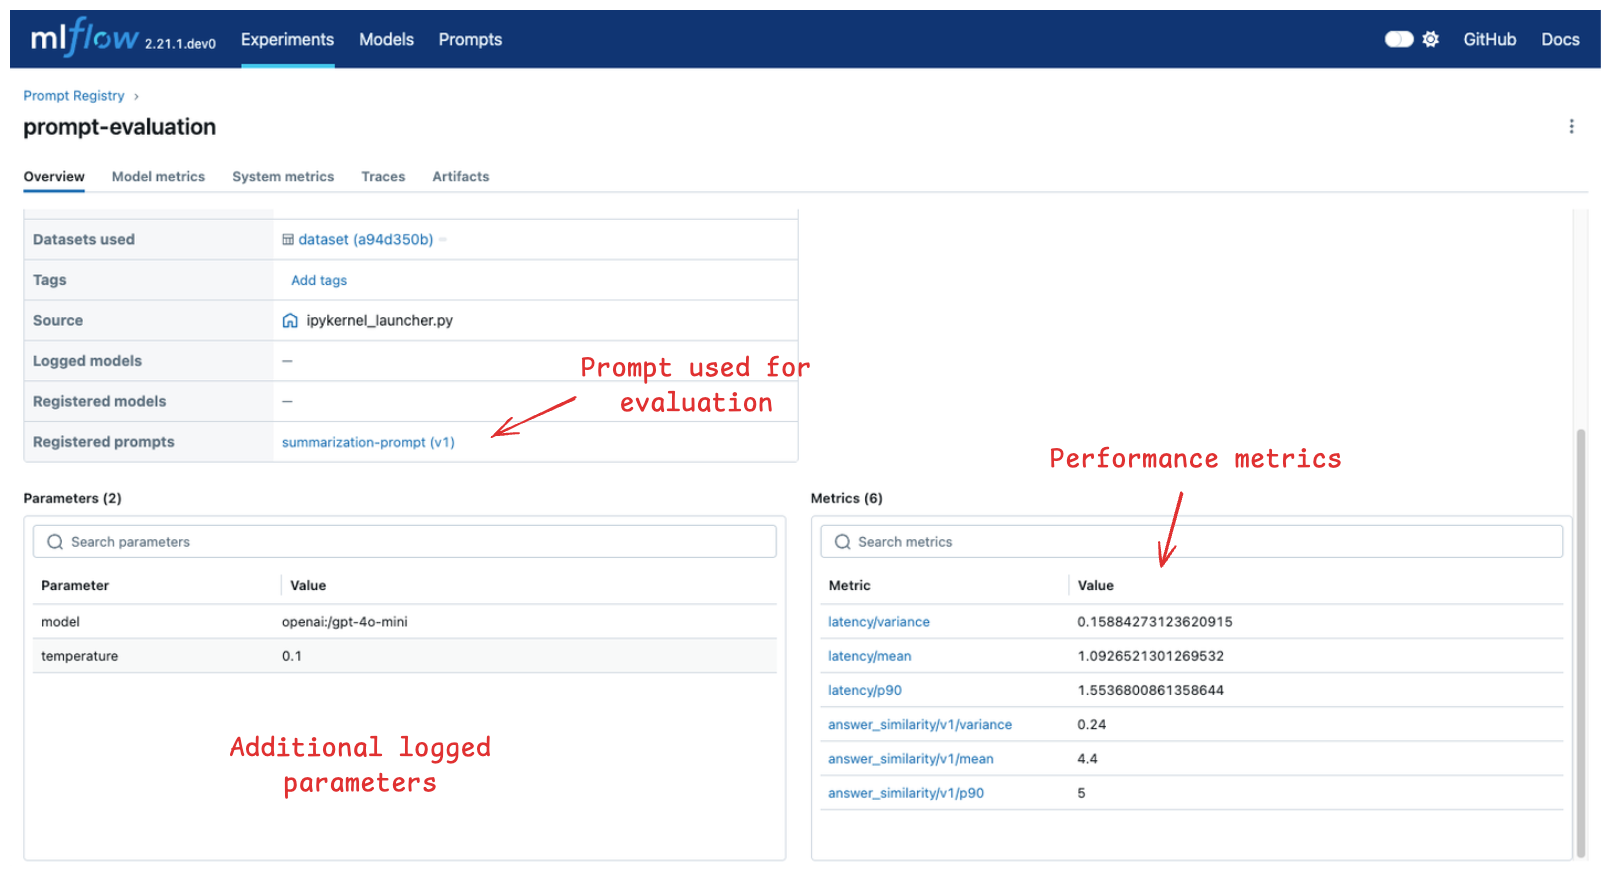 mlflow 2.21.1.dev0 Experiments Models Prompts GitHub Docs
Prompt Registry ›
prompt-evaluation
Overview Model metrics System metrics Traces Artifacts
Datasets used dataset (a94d350b)
Tags Add tags
Source ipykernel_launcher.py
Logged models —
Registered models —
Registered prompts summarization-prompt (v1)
Prompt used for
evaluation
Performance metrics
Parameters (2)
Search parameters
Parameter Value
model openai:/gpt-4o-mini
temperature 0.1
Additional logged
parameters
Metrics (6)
Search metrics
Metric Value
latency/variance 0.15884273123620915
latency/mean 1.0926521301269532
latency/p90 1.5536800861358644
answer_similarity/v1/variance 0.24
answer_similarity/v1/mean 4.4
answer_similarity/v1/p90 5